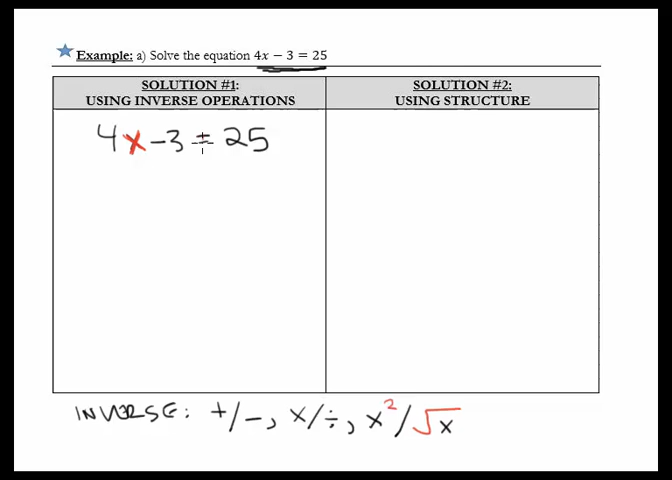 Example: a) Solve the equation 4x − 3 = 25
SOLUTION #1:
USING INVERSE OPERATIONS
SOLUTION #2:
USING STRUCTURE
4x − 3 = 25
INVERSE: +/−, ×/÷, x²/√x